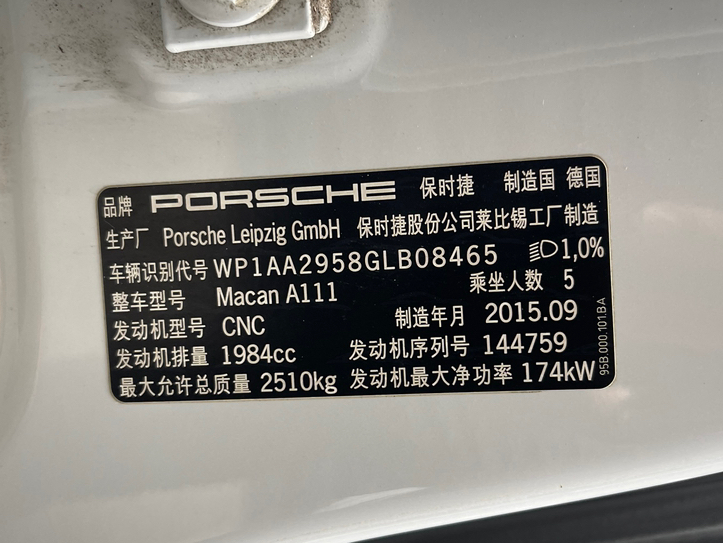 品牌 PORSCHE 保时捷 制造国 德国
生产厂 Porsche Leipzig GmbH 保时捷股份公司莱比锡工厂制造
车辆识别代号 WP1AA2958GLB08465 1,0%
整车型号 Macan A111 乘坐人数 5
发动机型号 CNC 制造年月 2015.09
发动机排量 1984cc 发动机序列号 144759
最大允许总质量 2510kg 发动机最大净功率 174kW
95B.000.101.BA